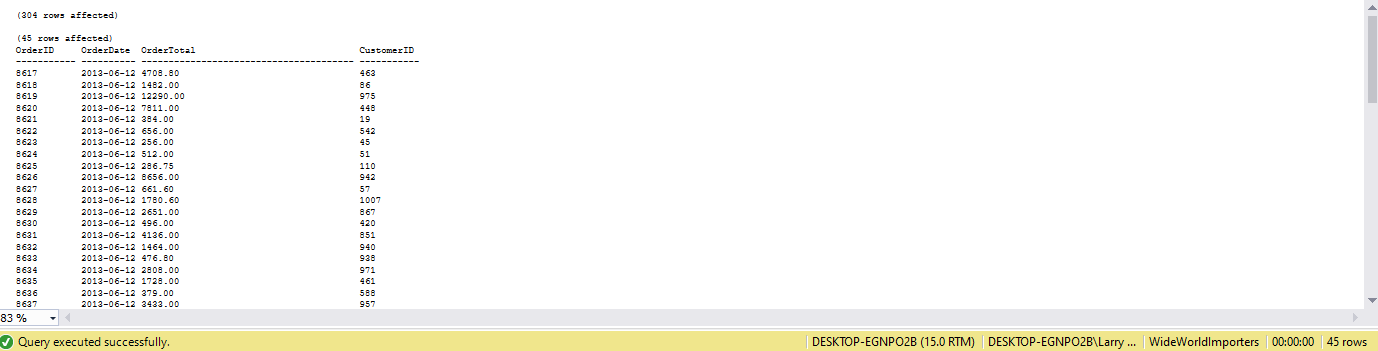 (304 rows affected)
(45 rows affected)
OrderID OrderDate OrderTotal CustomerID
----------- ---------- --------------------------------------- -----------
8617 2013-06-12 4708.80 463
8618 2013-06-12 1482.00 86
8619 2013-06-12 12290.00 975
8620 2013-06-12 7811.00 448
8621 2013-06-12 384.00 19
8622 2013-06-12 656.00 542
8623 2013-06-12 256.00 45
8624 2013-06-12 512.00 51
8625 2013-06-12 286.75 110
8626 2013-06-12 8656.00 942
8627 2013-06-12 661.60 57
8628 2013-06-12 1780.60 1007
8629 2013-06-12 2651.00 867
8630 2013-06-12 496.00 420
8631 2013-06-12 4136.00 851
8632 2013-06-12 1464.00 940
8633 2013-06-12 476.80 938
8634 2013-06-12 2808.00 971
8635 2013-06-12 1728.00 461
8636 2013-06-12 379.00 588
8637 2013-06-12 3433.00 957
83 %
Query executed successfully. DESKTOP-EGNPO2B (15.0 RTM) DESKTOP-EGNPO2B\Larry ... WideWorldImporters 00:00:00 45 rows